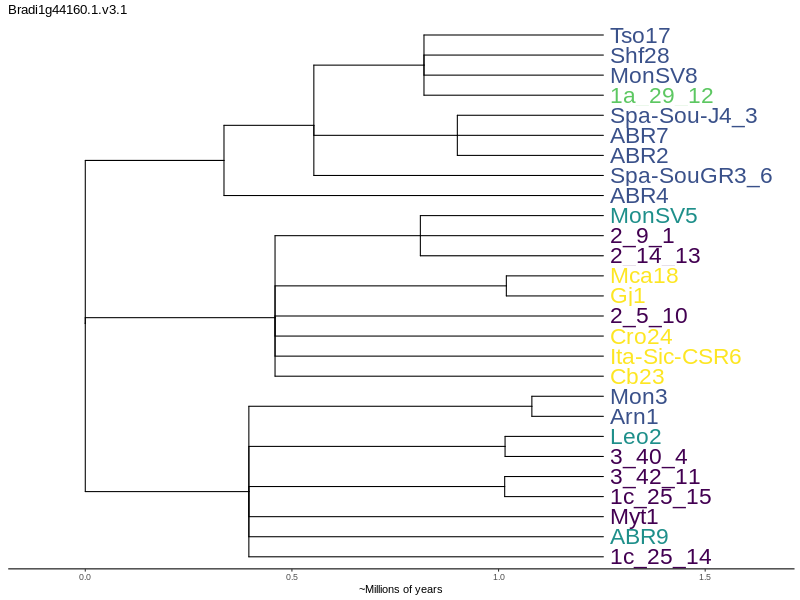 Bradi1g44160.1.v3.1
Tso17
Shf28
MonSV8
1a_29_12
Spa-Sou-J4_3
ABR7
ABR2
Spa-SouGR3_6
ABR4
MonSV5
2_9_1
2_14_13
Mca18
Gj1
2_5_10
Cro24
Ita-Sic-CSR6
Cb23
Mon3
Arn1
Leo2
3_40_4
3_42_11
1c_25_15
Myt1
ABR9
1c_25_14
0.0 0.5 1.0 1.5
~Millions of years